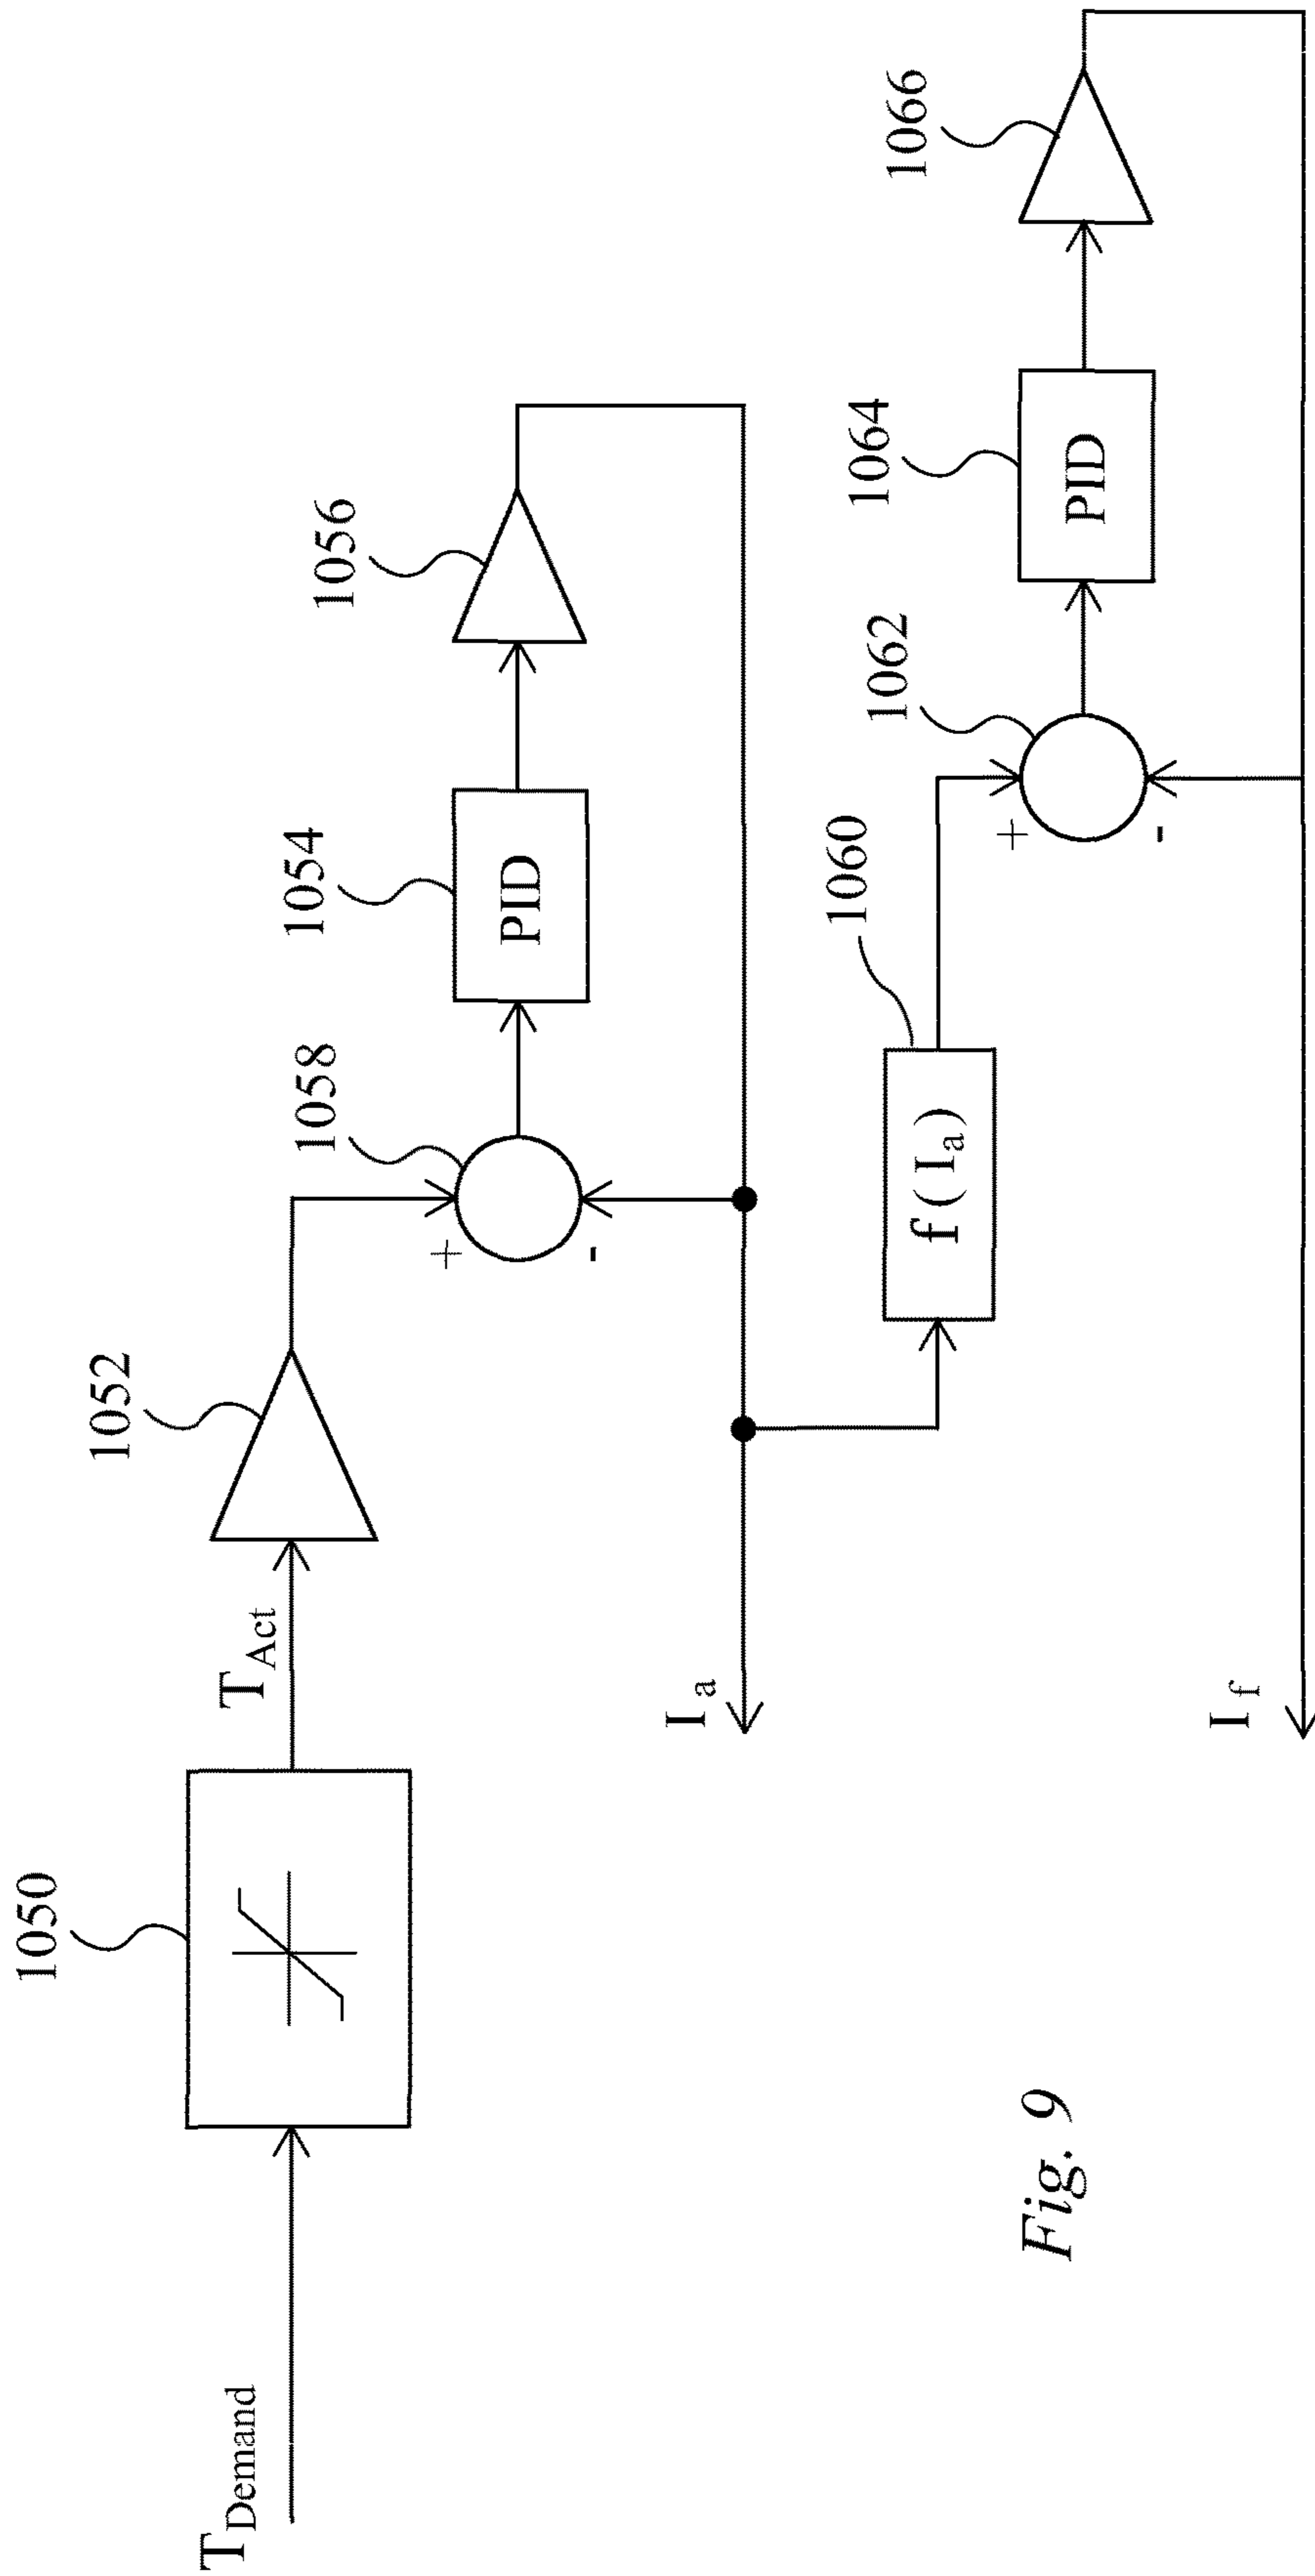 1050
1052
T_Demand
T_Act
1058
1054
1056
+
PID
-
I_a
1060
1062
1064
1066
f(I_a)
+
PID
-
I_f
Fig. 9